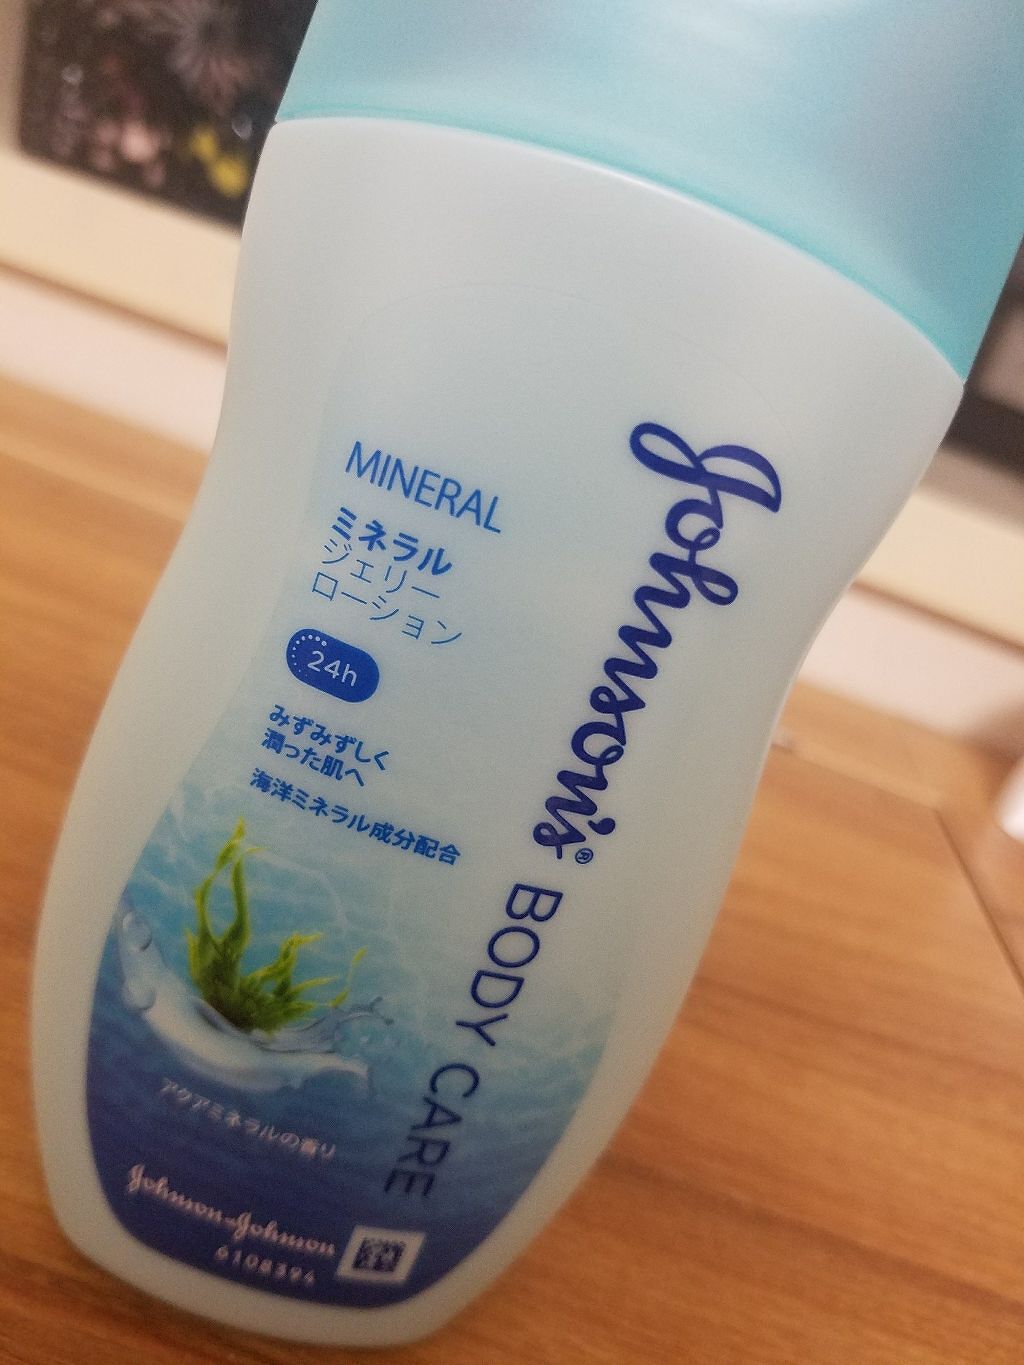 Johnson's® BODY CARE
MINERAL
ミネラル
ジェリー
ローション
24h
みずみずしく
潤った肌へ
海洋ミネラル成分配合
アクアミネラルの香り
Johnson & Johnson
6108394